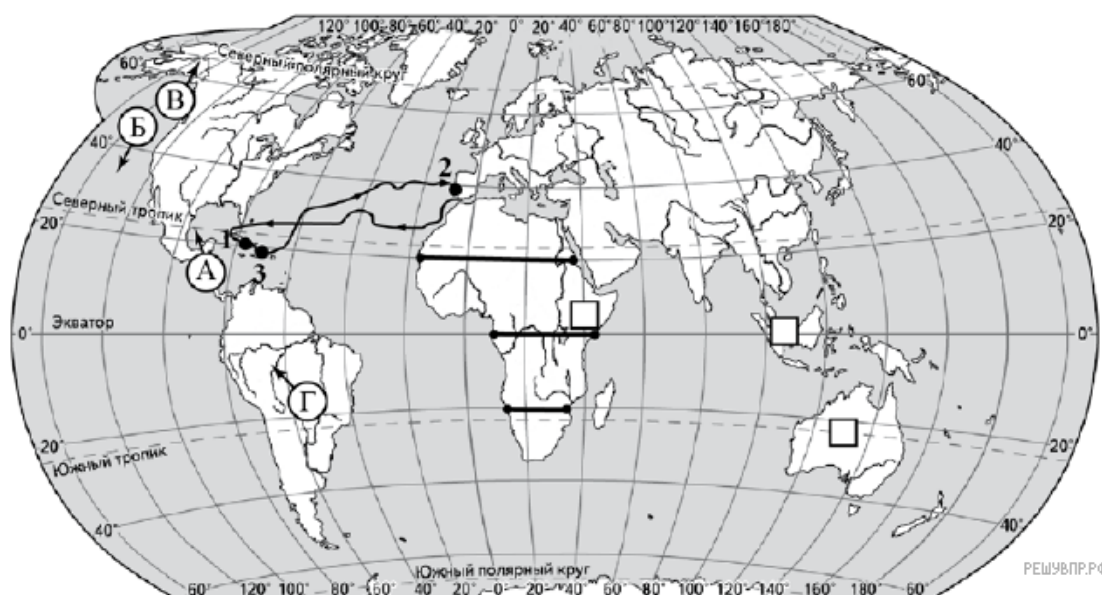 120° 100° 80° 60° 40° 20° 0° 20° 40° 60° 80° 100° 120° 140° 160° 180°
60° Северный полярный круг 60°
В
Б
40° 40°
2
Северный тропик
20° 20°
1
А 3
Экватор
0° 0°
Г
20° 20°
Южный тропик
40° 40°
Южный полярный круг
РЕШУВПР.РФ
60° 120° 100° 80° 60° 40° 20° 0° 20° 40° 60° 80° 100° 120° 140° 160° 180° 60°